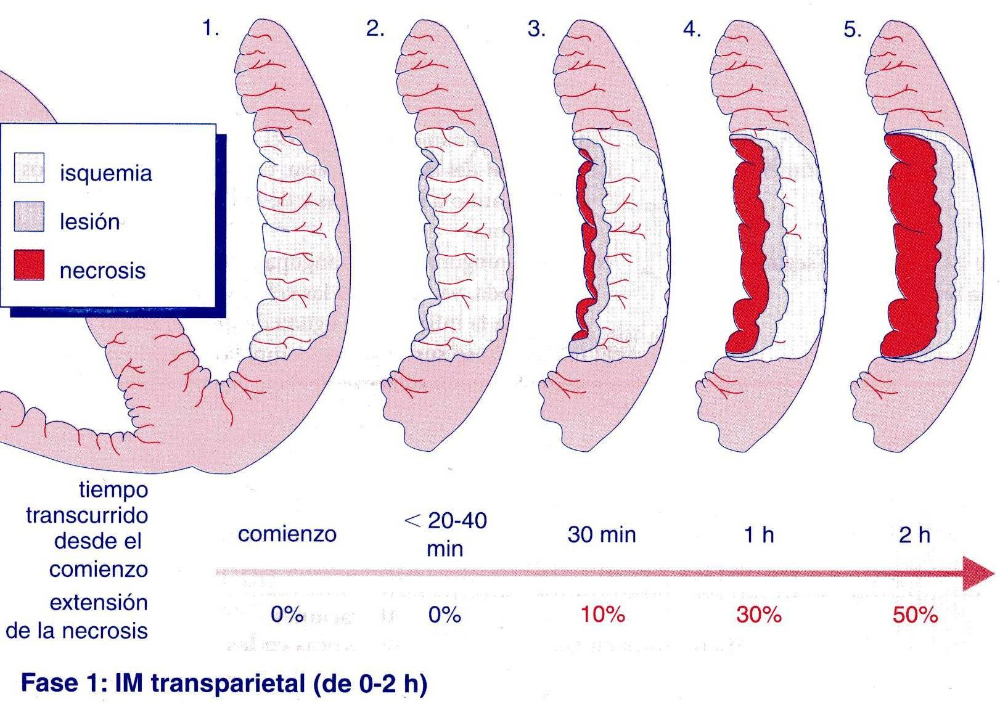 1.
2.
3.
4.
5.
isquemia
lesión
necrosis
tiempo
transcurrido
desde el
comienzo
comienzo
< 20-40
min
30 min
1 h
2 h
extensión
de la necrosis
0%
0%
10%
30%
50%
Fase 1: IM transparietal (de 0-2 h)